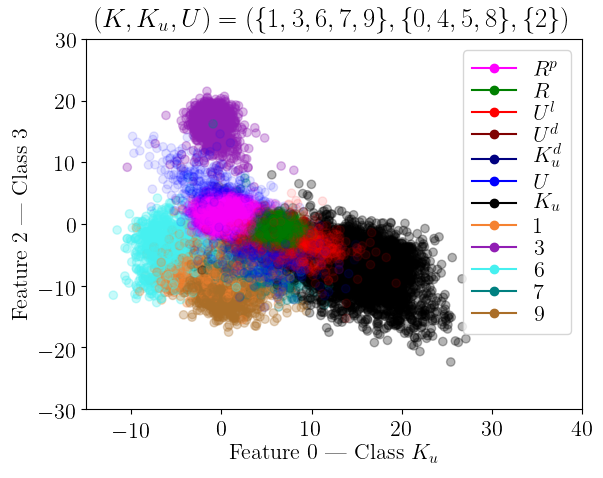 (K, K_u, U) = ({1, 3, 6, 7, 9}, {0, 4, 5, 8}, {2})
30
20
10
0
−10
−20
−30
Feature 2 — Class 3
R^p
R
U^l
U^d
K_u^d
U
K_u
1
3
6
7
9
−10
0
10
20
30
40
Feature 0 — Class K_u